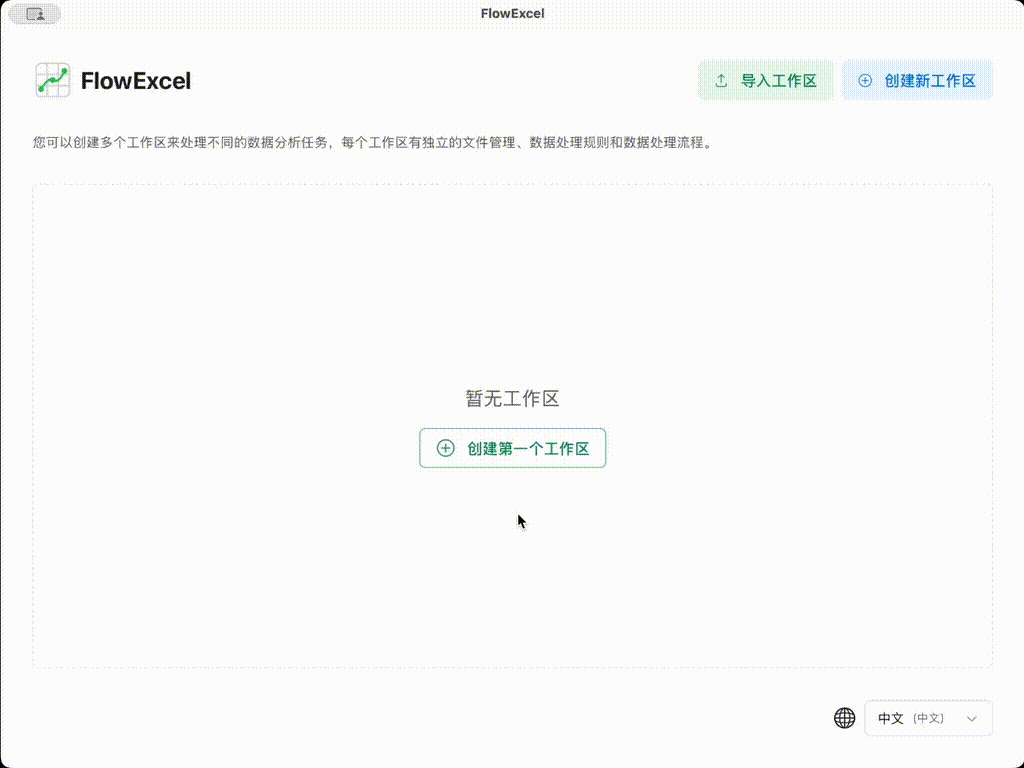 FlowExcel
FlowExcel
导入工作区
创建新工作区
您可以创建多个工作区来处理不同的数据分析任务，每个工作区有独立的文件管理、数据处理规则和数据处理流程。
暂无工作区
创建第一个工作区
中文 (中文)